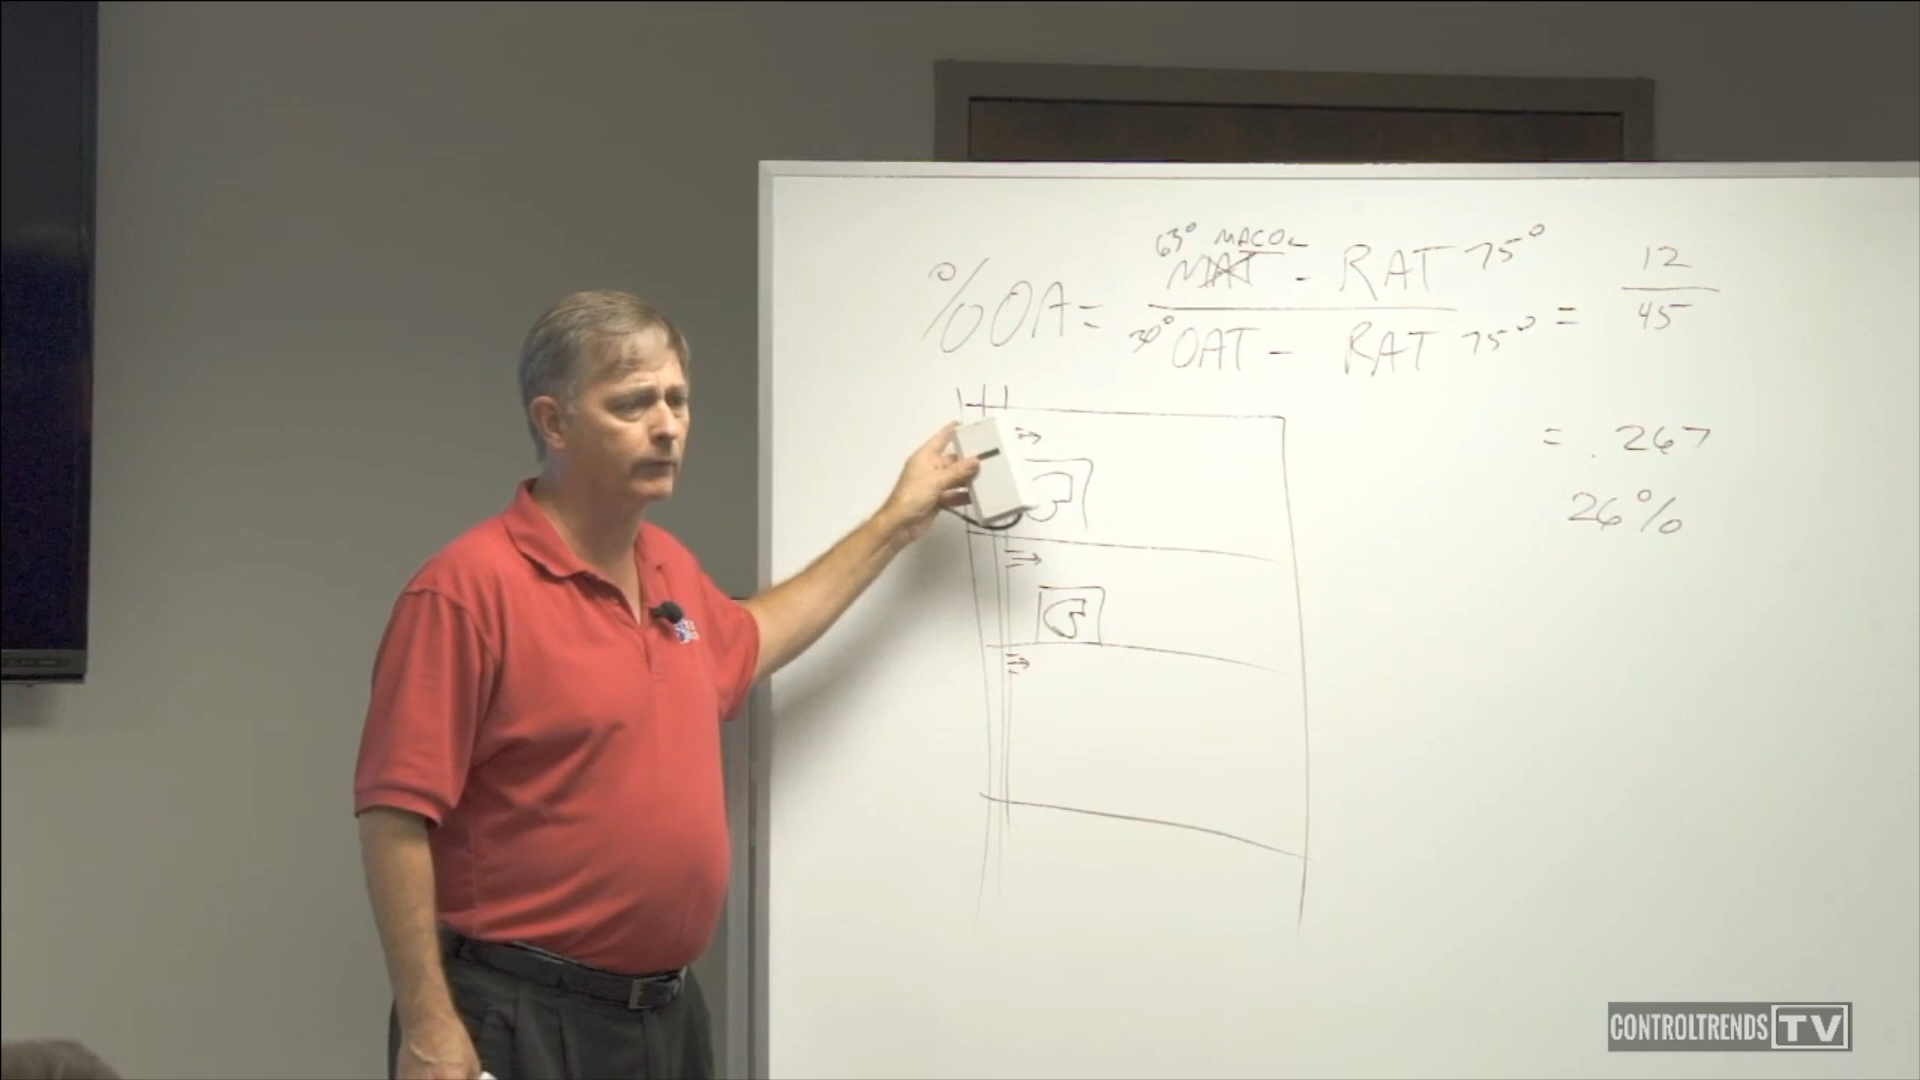 63° MACOL
%OA = MAT - RAT 75° = 12
30° OAT - RAT 75° 45
= .267
26%
CONTROLTRENDS TV